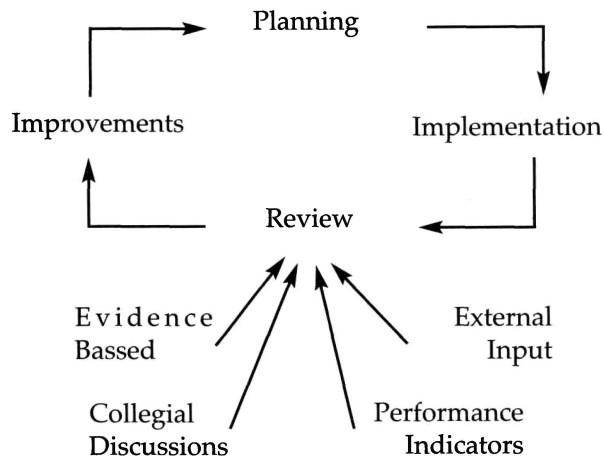 Planning
Improvements
Implementation
Review
Evidence
Bassed
External
Input
Collegial
Discussions
Performance
Indicators